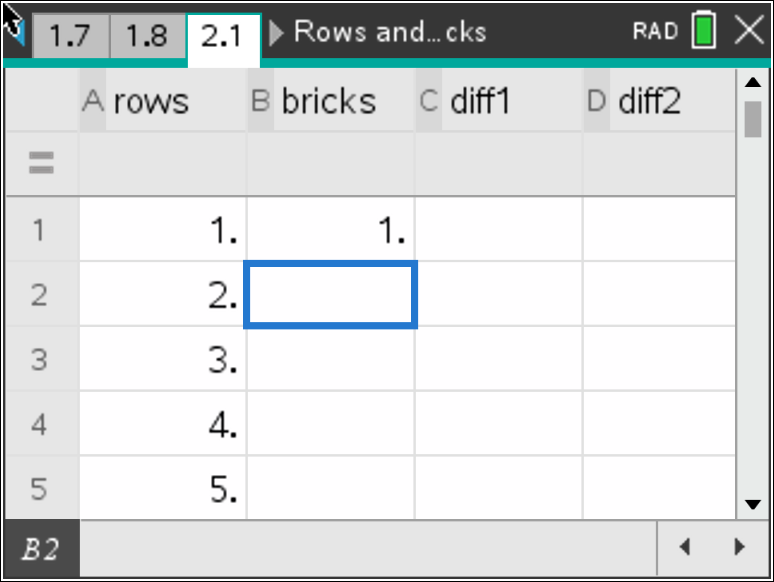 1.7 1.8 2.1 Rows and…cks RAD
A rows B bricks C diff1 D diff2
=
1 1. 1.
2 2.
3 3.
4 4.
5 5.
B2